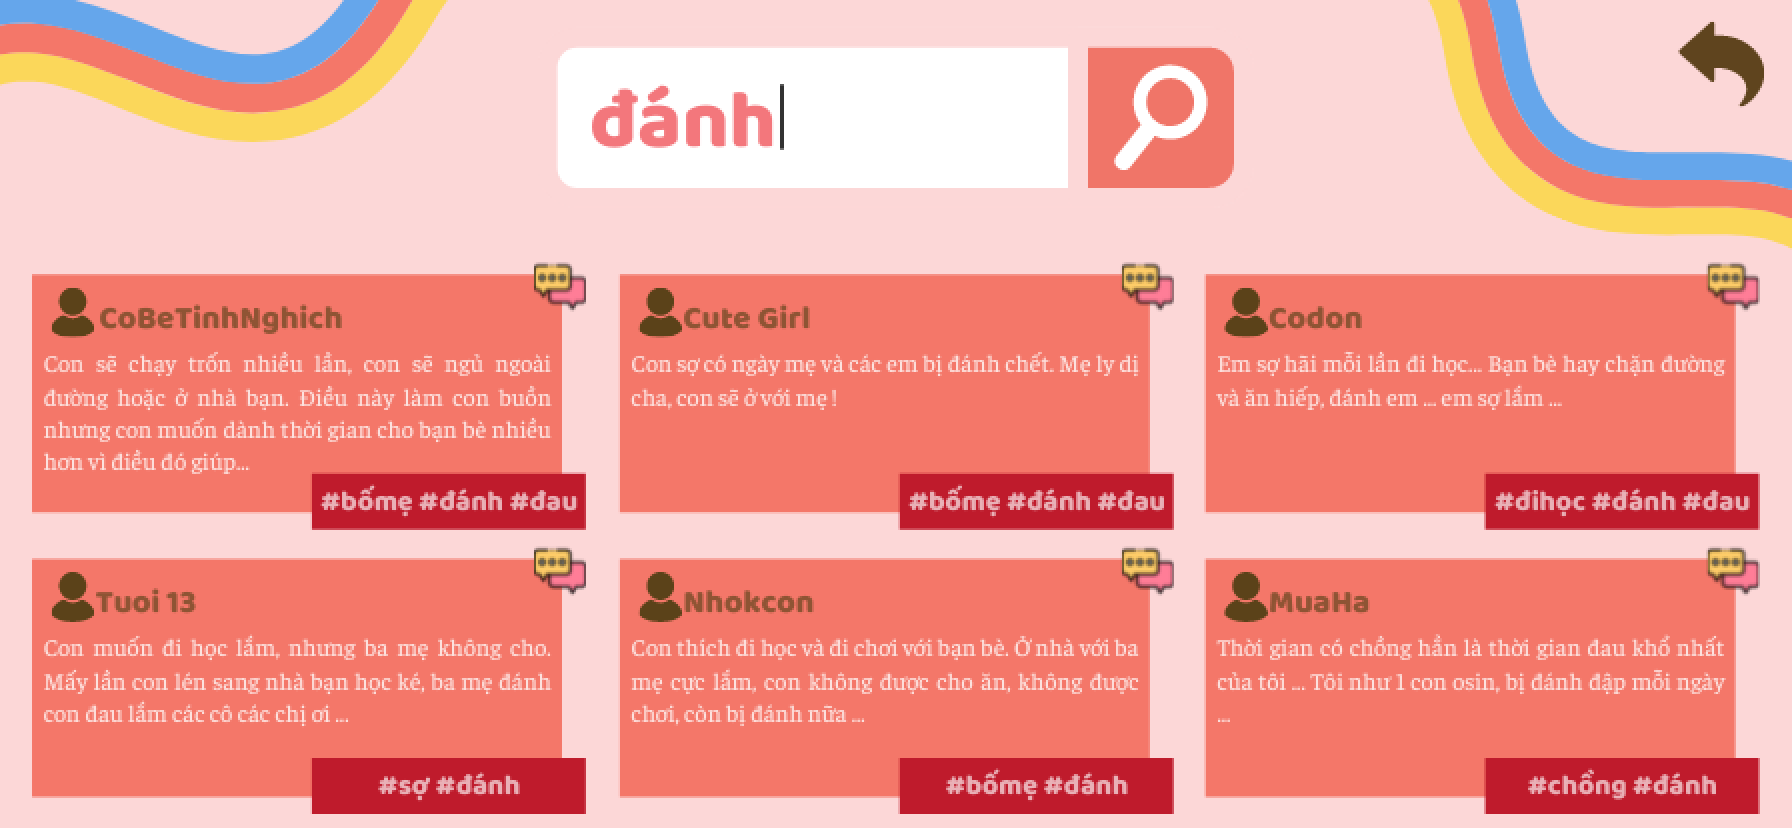 đánh
CoBeTinhNghich
Con sẽ chạy trốn nhiều lần, con sẽ ngủ ngoài
đường hoặc ở nhà bạn. Điều này làm con buồn
nhưng con muốn dành thời gian cho bạn bè nhiều
hơn vì điều đó giúp...
#bốmẹ #đánh #đau
Cute Girl
Con sợ có ngày mẹ và các em bị đánh chết. Mẹ ly dị
cha, con sẽ ở với mẹ !
#bốmẹ #đánh #đau
Codon
Em sợ hãi mỗi lần đi học... Bạn bè hay chặn đường
và ăn hiếp, đánh em ... em sợ lắm ...
#đihọc #đánh #đau
Tuoi 13
Con muốn đi học lắm, nhưng ba mẹ không cho.
Mấy lần con lén sang nhà bạn học ké, ba mẹ đánh
con đau lắm các cô các chị ơi ...
#sợ #đánh
Nhokcon
Con thích đi học và đi chơi với bạn bè. Ở nhà với ba
mẹ cực lắm, con không được cho ăn, không được
chơi, còn bị đánh nữa ...
#bốmẹ #đánh
MuaHa
Thời gian có chồng hẳn là thời gian đau khổ nhất
của tôi ... Tôi như 1 con osin, bị đánh đập mỗi ngày
...
#chồng #đánh